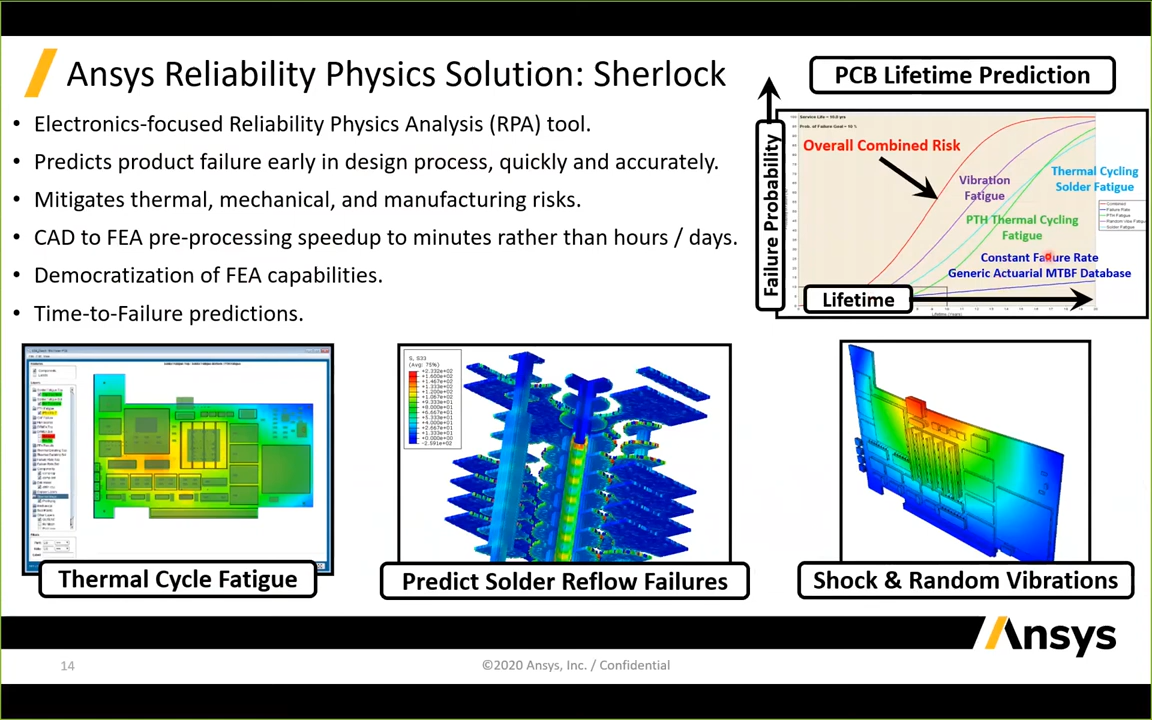 Ansys Reliability Physics Solution: Sherlock
• Electronics-focused Reliability Physics Analysis (RPA) tool.
• Predicts product failure early in design process, quickly and accurately.
• Mitigates thermal, mechanical, and manufacturing risks.
• CAD to FEA pre-processing speedup to minutes rather than hours / days.
• Democratization of FEA capabilities.
• Time-to-Failure predictions.
PCB Lifetime Prediction
Failure Probability
Overall Combined Risk
Vibration
Fatigue
Thermal Cycling
Solder Fatigue
PTH Thermal Cycling
Fatigue
Constant Failure Rate
Generic Actuarial MTBF Database
Lifetime
S, S33
(Avg: 75%)
Thermal Cycle Fatigue
Predict Solder Reflow Failures
Shock & Random Vibrations
Ansys
14
©2020 Ansys, Inc. / Confidential